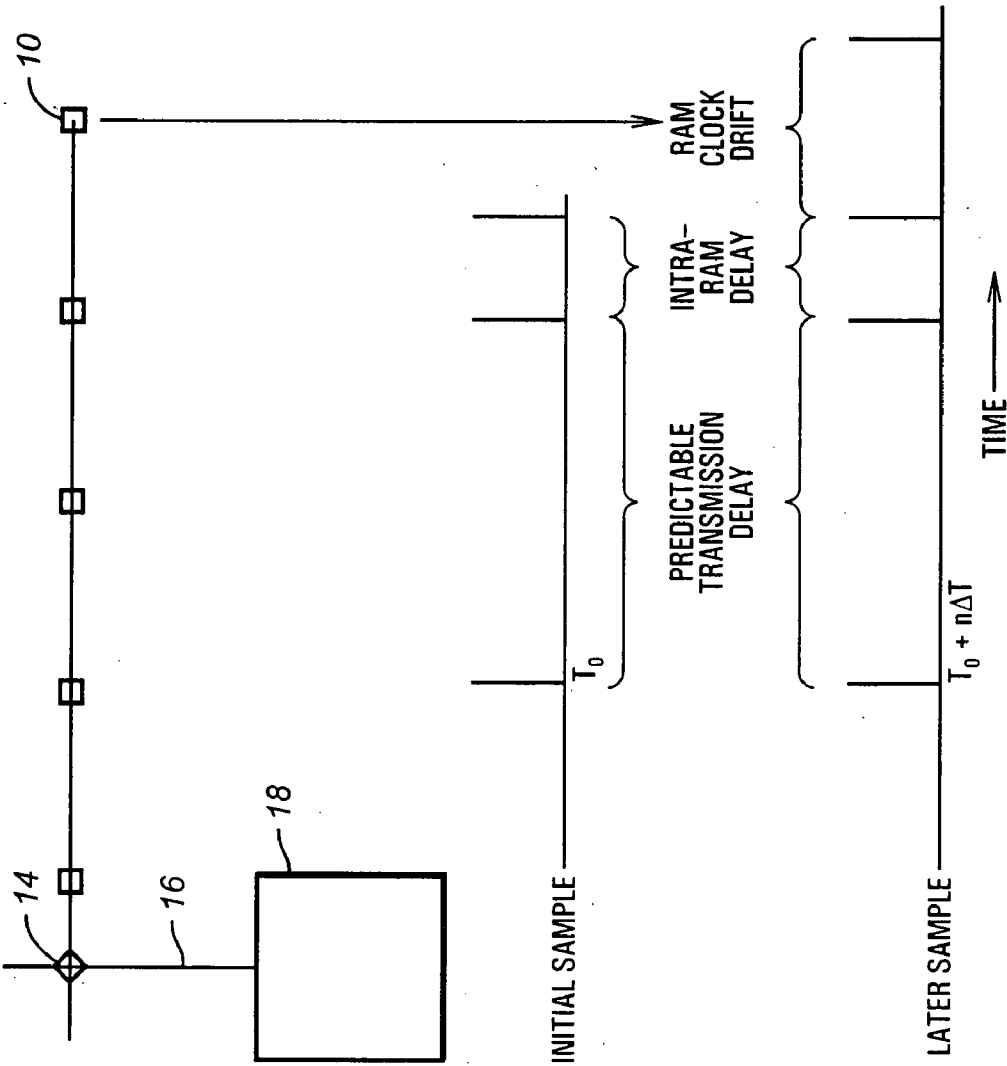 14
10
16
18
INITIAL SAMPLE
T₀
PREDICTABLE
TRANSMISSION
DELAY
INTRA-
RAM
DELAY
RAM
CLOCK
DRIFT
LATER SAMPLE
T₀ + nΔT
TIME